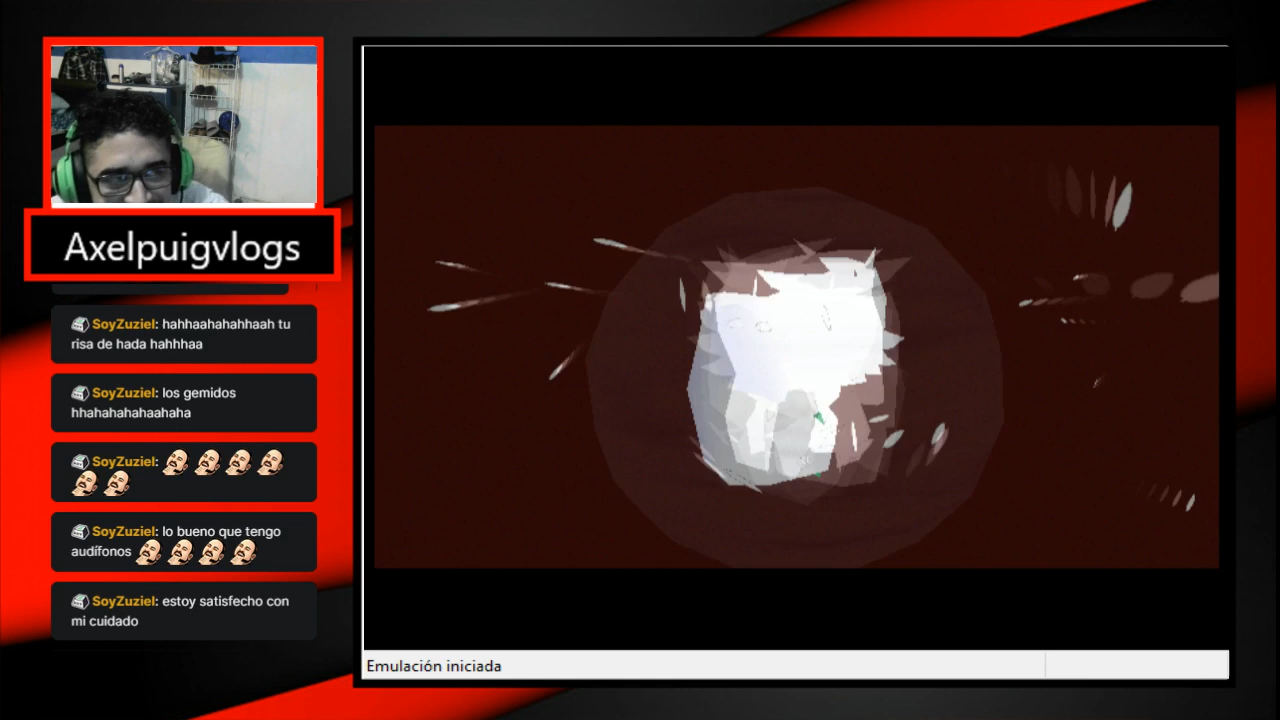 Axelpuigvlogs
SoyZuziel: hahhaahahahhaah tu
risa de hada hahhhaa
SoyZuziel: los gemidos
hhahahahahaahaha
SoyZuziel:
SoyZuziel: lo bueno que tengo
audífonos
SoyZuziel: estoy satisfecho con
mi cuidado
Emulación iniciada